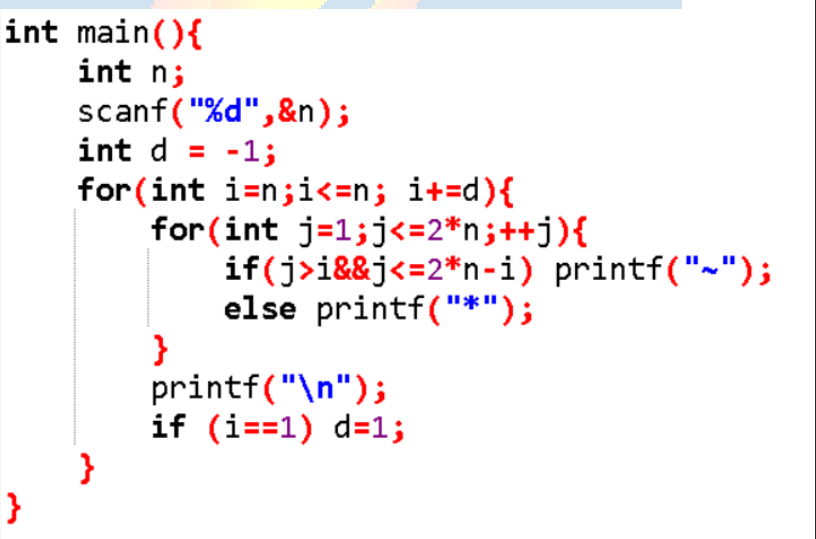 int main(){
int n;
scanf("%d",&n);
int d = -1;
for(int i=n;i<=n; i+=d){
for(int j=1;j<=2*n;++j){
if(j>i&&j<=2*n-i) printf("~");
else printf("*");
}
printf("\n");
if (i==1) d=1;
}
}